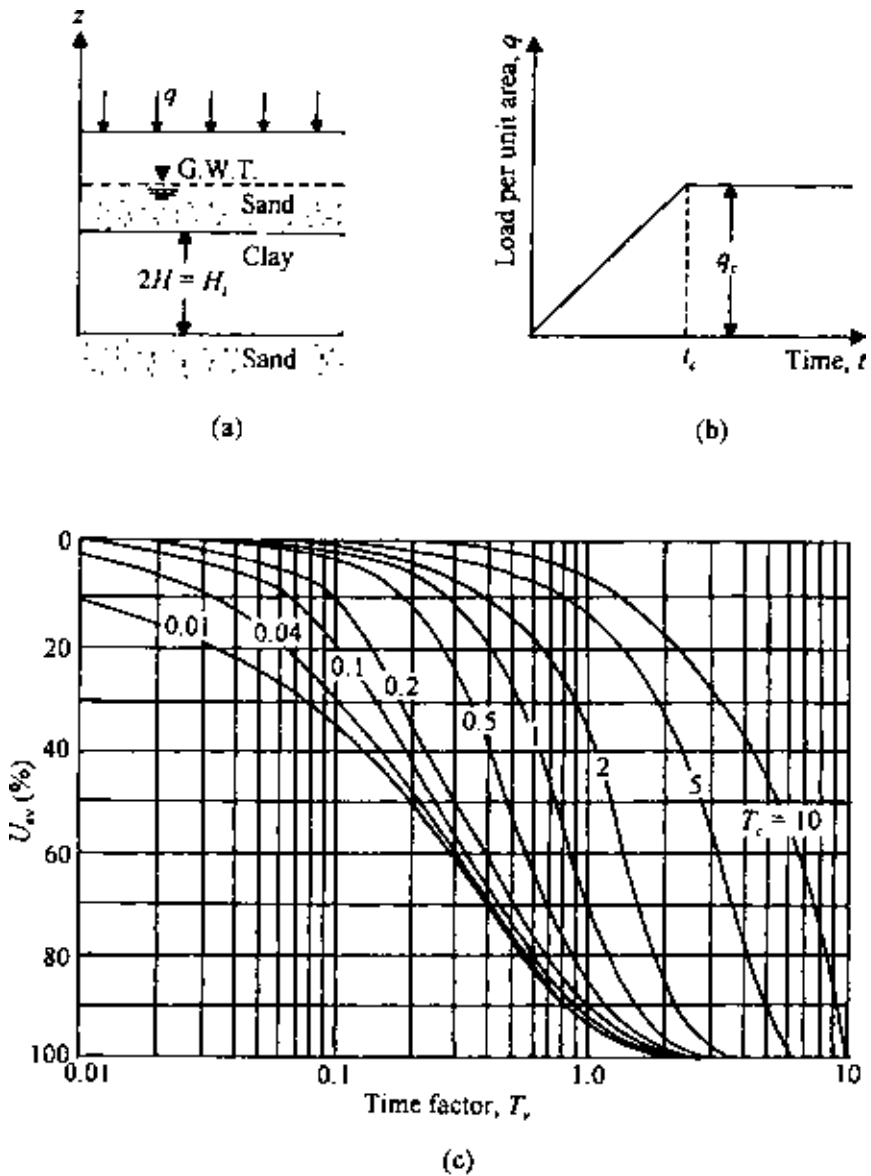 z
q
G.W.T.
Sand
Clay
2H = H_t
Sand
(a)
Load per unit area, q
q_c
t_c
Time, t
(b)
U_av (%)
0
20
40
60
80
100
0.01
0.04
0.1
0.2
0.5
1
2
5
T_c = 10
0.01
0.1
1.0
10
Time factor, T_v
(c)